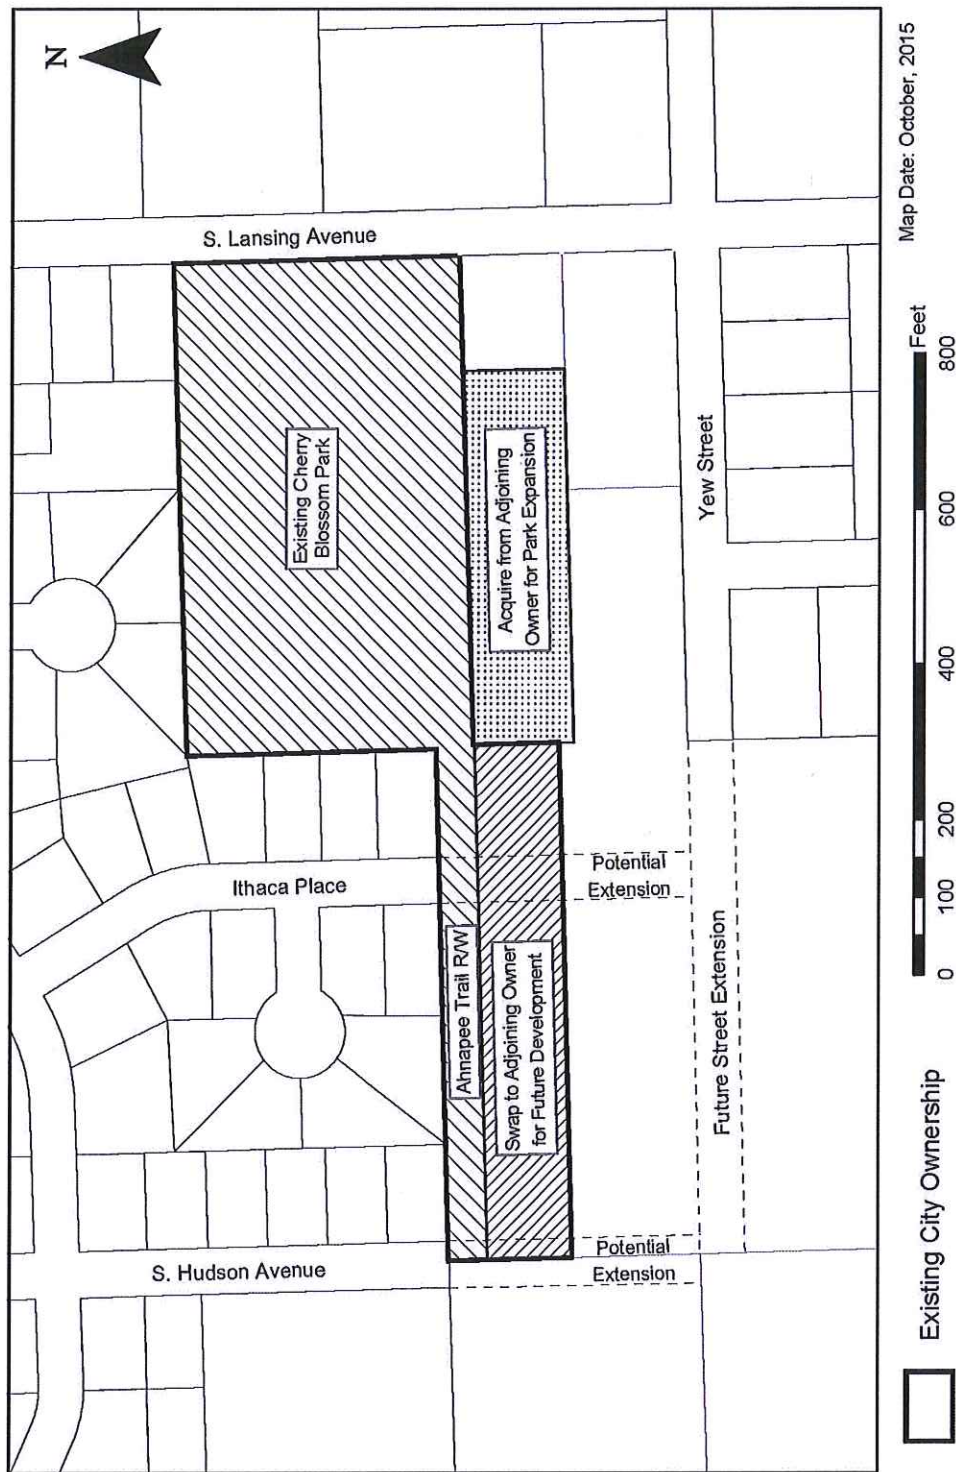 N
S. Lansing Avenue
Existing Cherry
Blossom Park
Acquire from Adjoining
Owner for Park Expansion
Yew Street
Ithaca Place
Potential
Extension
Ahnapee Trail R/W
Swap to Adjoining Owner
for Future Development
Future Street Extension
S. Hudson Avenue
Potential
Extension
Existing City Ownership
0 100 200 400 600 800
Feet
Map Date: October, 2015